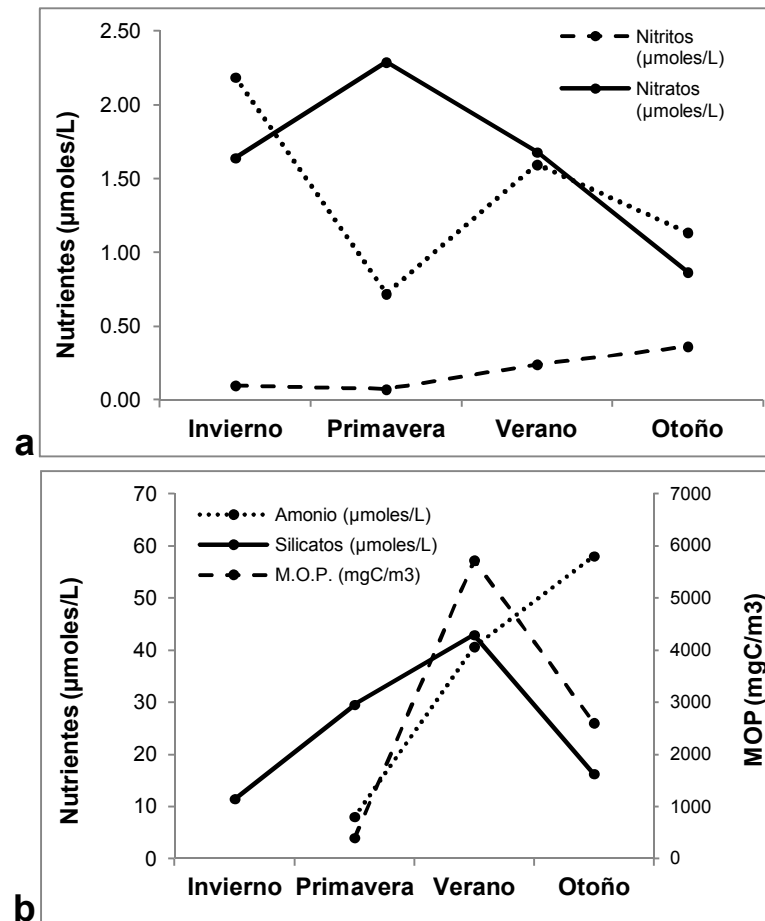 2.50
2.00
1.50
1.00
0.50
0.00
Nutrientes (µmoles/L)
Nitritos
(µmoles/L)
Nitratos
(µmoles/L)
Invierno Primavera Verano Otoño
a
70
60
50
40
30
20
10
0
Nutrientes (µmoles/L)
Amonio (µmoles/L)
Silicatos (µmoles/L)
M.O.P. (mgC/m3)
7000
6000
5000
4000
3000
2000
1000
0
MOP (mgC/m3)
Invierno Primavera Verano Otoño
b